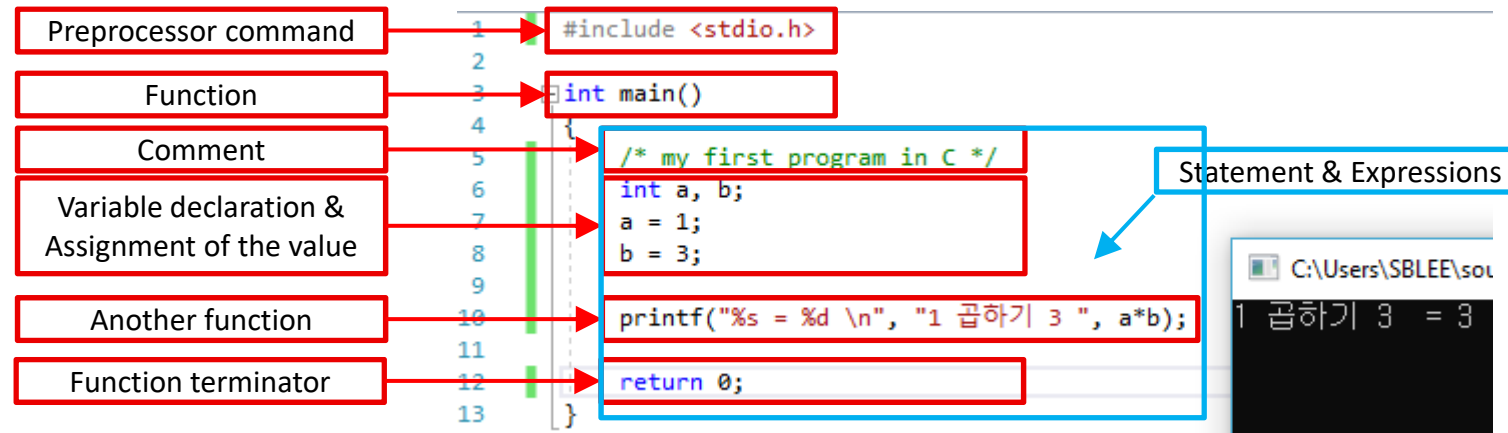 Preprocessor command
Function
Comment
Variable declaration &
Assignment of the value
Another function
Function terminator
1 #include <stdio.h>
2
3 int main()
4 {
5 /* my first program in C */
6 int a, b;
7 a = 1;
8 b = 3;
9
10 printf("%s = %d \n", "1 곱하기 3 ", a*b);
11
12 return 0;
13 }
Statement & Expressions
C:\Users\SBLEE\sou
1 곱하기 3  = 3